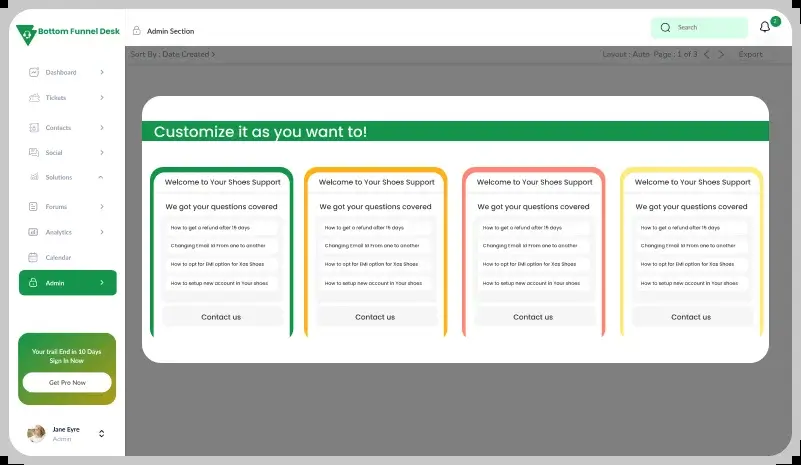 Bottom Funnel Desk
Admin Section
Search
2
Sort By : Date Created >
Layout : Auto Page : 1 of 3
Export
Dashboard
Tickets
Contacts
Social
Solutions
Forums
Analytics
Calendar
Admin
Your trail End in 10 Days
Sign In Now
Get Pro Now
Jane Eyre
Admin
Customize it as you want to!
Welcome to Your Shoes Support
We got your questions covered
How to get a refund after 15 days
Changing Email Id From one to another
How to opt for EMI option for Xas Shoes
How to setup new account in Your shoes
Contact us
Welcome to Your Shoes Support
We got your questions covered
How to get a refund after 15 days
Changing Email Id From one to another
How to opt for EMI option for Xas Shoes
How to setup new account in Your shoes
Contact us
Welcome to Your Shoes Support
We got your questions covered
How to get a refund after 15 days
Changing Email Id From one to another
How to opt for EMI option for Xas Shoes
How to setup new account in Your shoes
Contact us
Welcome to Your Shoes Support
We got your questions covered
How to get a refund after 15 days
Changing Email Id From one to another
How to opt for EMI option for Xas Shoes
How to setup new account in Your shoes
Contact us